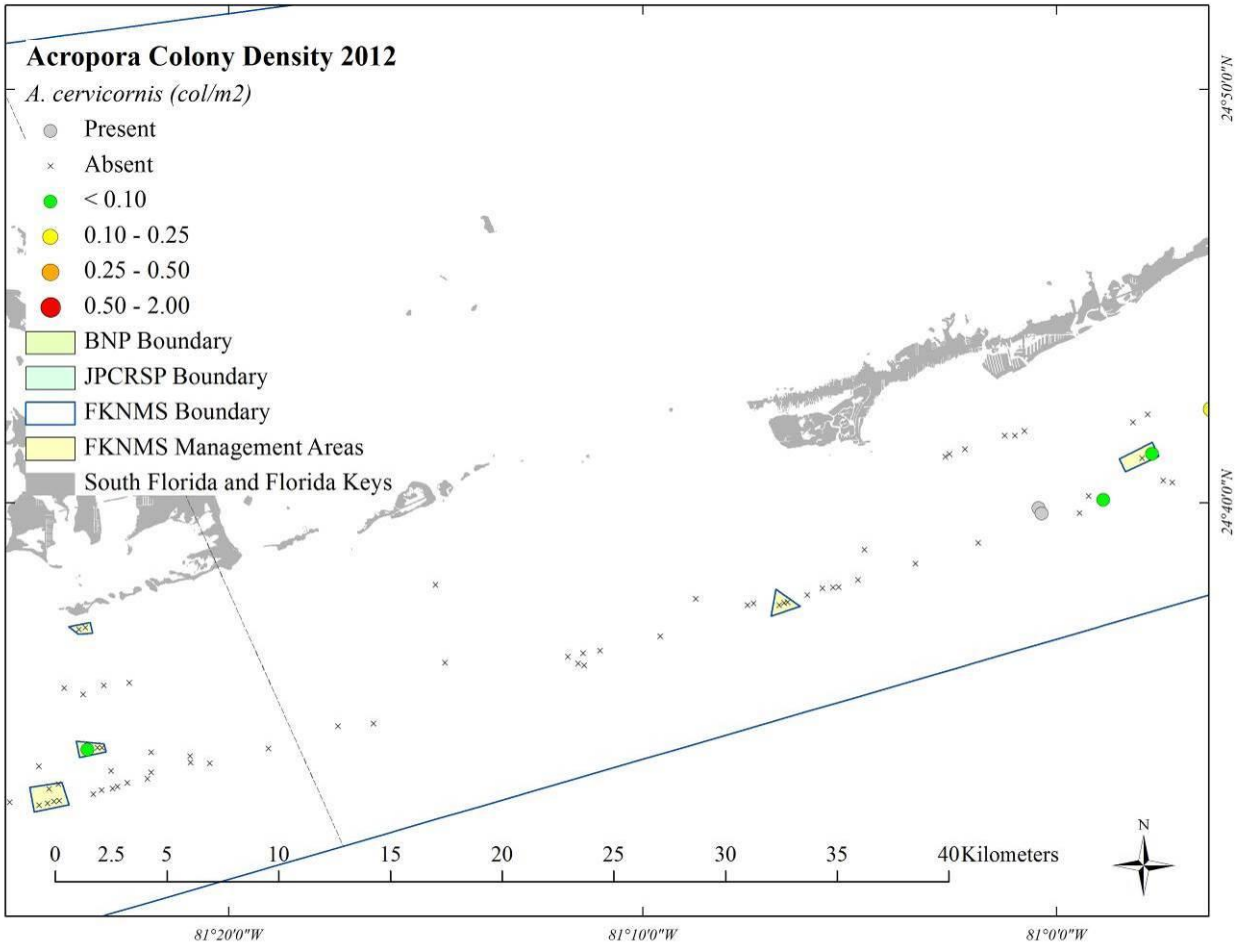 Acropora Colony Density 2012
A. cervicornis (col/m2)
Present
Absent
< 0.10
0.10 - 0.25
0.25 - 0.50
0.50 - 2.00
BNP Boundary
JPCRSP Boundary
FKNMS Boundary
FKNMS Management Areas
South Florida and Florida Keys
24°50'0"N
24°40'0"N
N
0 2.5 5 10 15 20 25 30 35 40 Kilometers
81°20'0"W 81°10'0"W 81°0'0"W